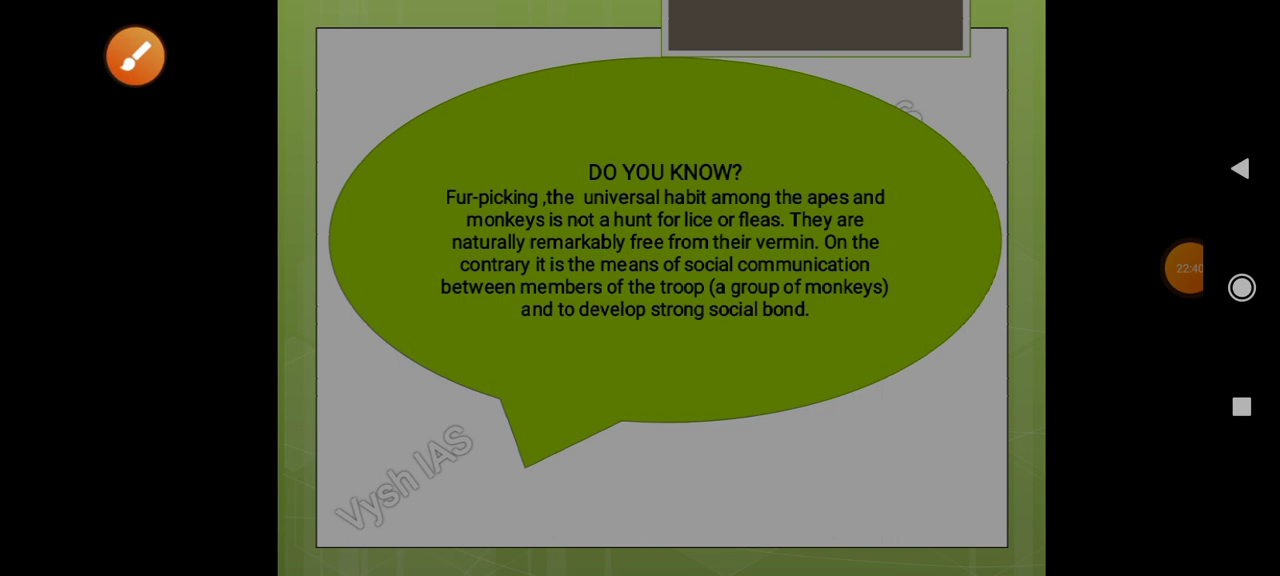 DO YOU KNOW?
Fur-picking ,the  universal habit among the apes and
monkeys is not a hunt for lice or fleas. They are
naturally remarkably free from their vermin. On the
contrary it is the means of social communication
between members of the troop (a group of monkeys)
and to develop strong social bond.
22:40
Vysh IAS